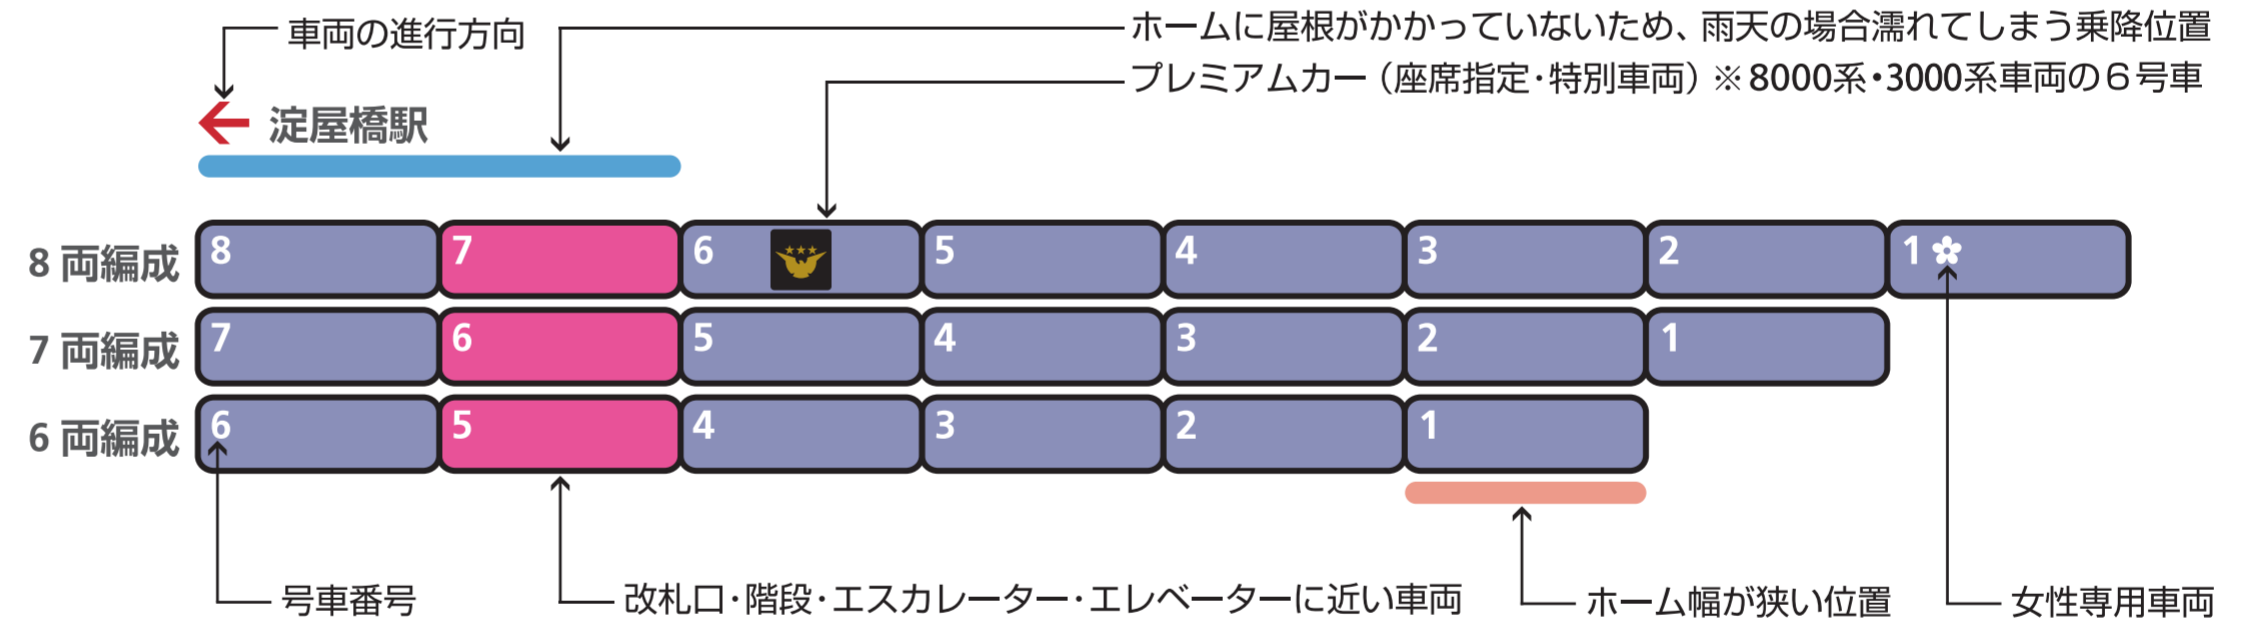 車両の進行方向
ホームに屋根がかかっていないため、雨天の場合濡れてしまう乗降位置
プレミアムカー（座席指定・特別車両）※8000系・3000系車両の６号車
淀屋橋駅
8 両編成 8 7 6 5 4 3 2 1
7 両編成 7 6 5 4 3 2 1
6 両編成 6 5 4 3 2 1
号車番号
改札口・階段・エスカレーター・エレベーターに近い車両
ホーム幅が狭い位置
女性専用車両